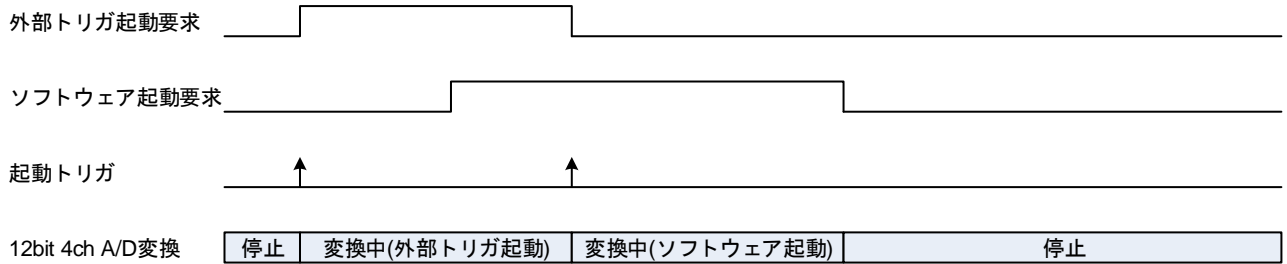 外部トリガ起動要求
ソフトウェア起動要求
起動トリガ
12bit 4ch A/D変換 停止 変換中(外部トリガ起動) 変換中(ソフトウェア起動) 停止